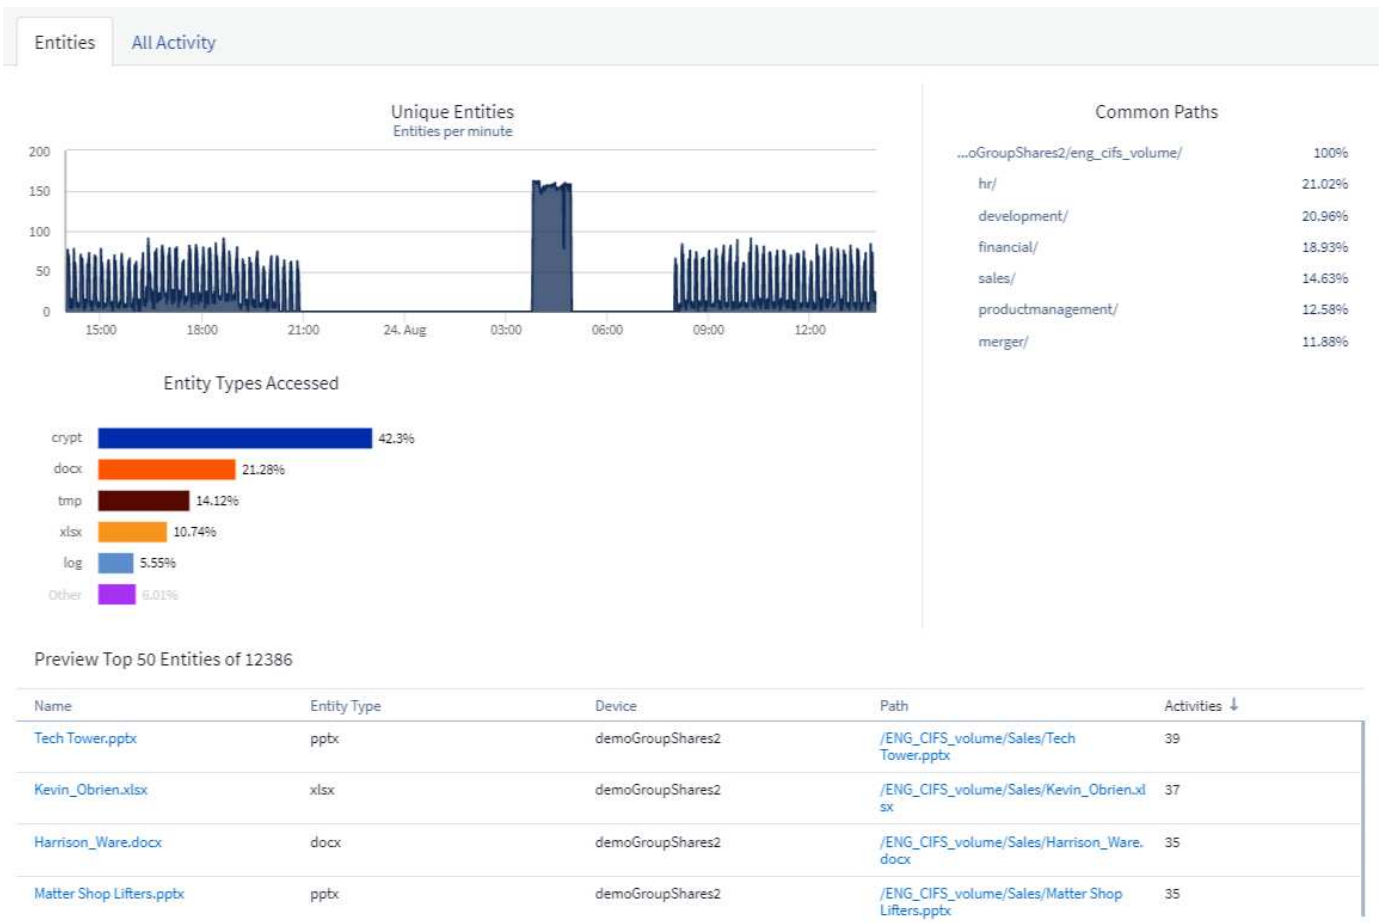 Entities All Activity
Unique Entities
Entities per minute
200
150
100
50
0
15:00 18:00 21:00 24. Aug 03:00 06:00 09:00 12:00
Common Paths
...oGroupShares2/eng_cifs_volume/ 100%
hr/ 21.02%
development/ 20.96%
financial/ 18.93%
sales/ 14.63%
productmanagement/ 12.58%
merger/ 11.88%
Entity Types Accessed
crypt 42.3%
docx 21.28%
tmp 14.12%
xlsx 10.74%
log 5.55%
Other 6.01%
Preview Top 50 Entities of 12386
Name Entity Type Device Path Activities ↓
Tech Tower.pptx pptx demoGroupShares2 /ENG_CIFS_volume/Sales/Tech 39
Tower.pptx
Kevin_Obrien.xlsx xlsx demoGroupShares2 /ENG_CIFS_volume/Sales/Kevin_Obrien.xl 37
sx
Harrison_Ware.docx docx demoGroupShares2 /ENG_CIFS_volume/Sales/Harrison_Ware. 35
docx
Matter Shop Lifters.pptx pptx demoGroupShares2 /ENG_CIFS_volume/Sales/Matter Shop 35
Lifters.pptx